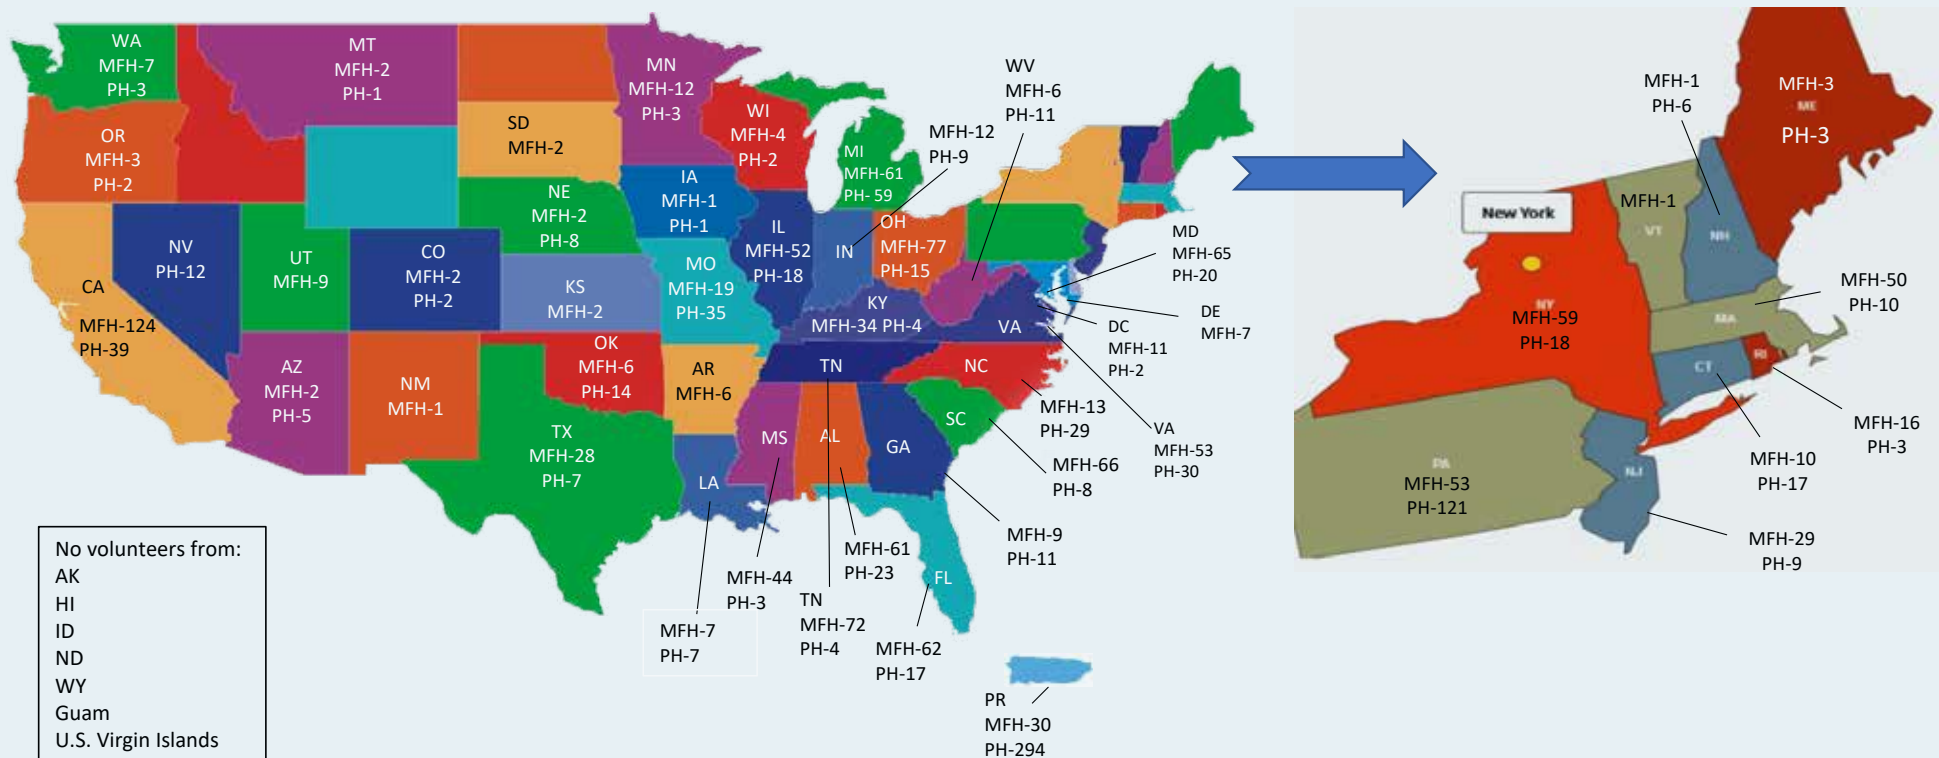 WA
MFH-7
PH-3
MT
MFH-2
PH-1
MN
MFH-12
PH-3
WI
MFH-4
PH-2
MI
MFH-61
PH- 59
WV
MFH-6
PH-11
MFH-12
PH-9
OR
MFH-3
PH-2
SD
MFH-2
NE
MFH-2
PH-8
IA
MFH-1
PH-1
IL
MFH-52
PH-18
IN
OH
MFH-77
PH-15
MD
MFH-65
PH-20
CA
MFH-124
PH-39
NV
PH-12
UT
MFH-9
CO
MFH-2
PH-2
KS
MFH-2
MO
MFH-19
PH-35
KY
MFH-34 PH-4
VA
DC
MFH-11
PH-2
DE
MFH-7
AZ
MFH-2
PH-5
NM
MFH-1
OK
MFH-6
PH-14
AR
MFH-6
TN
NC
MFH-13
PH-29
VA
MFH-53
PH-30
TX
MFH-28
PH-7
LA
MS
AL
GA
SC
MFH-66
PH-8
MFH-9
PH-11
FL
MFH-61
PH-23
MFH-44
PH-3
TN
MFH-72
PH-4
MFH-7
PH-7
MFH-62
PH-17
PR
MFH-30
PH-294
No volunteers from:
AK
HI
ID
ND
WY
Guam
U.S. Virgin Islands
MFH-1
PH-6
MFH-3
ME
PH-3
New York
MFH-1
VT
NH
MFH-50
PH-10
NY
MFH-59
PH-18
MA
CT
RI
MFH-16
PH-3
MFH-10
PH-17
PA
MFH-53
PH-121
NJ
MFH-29
PH-9